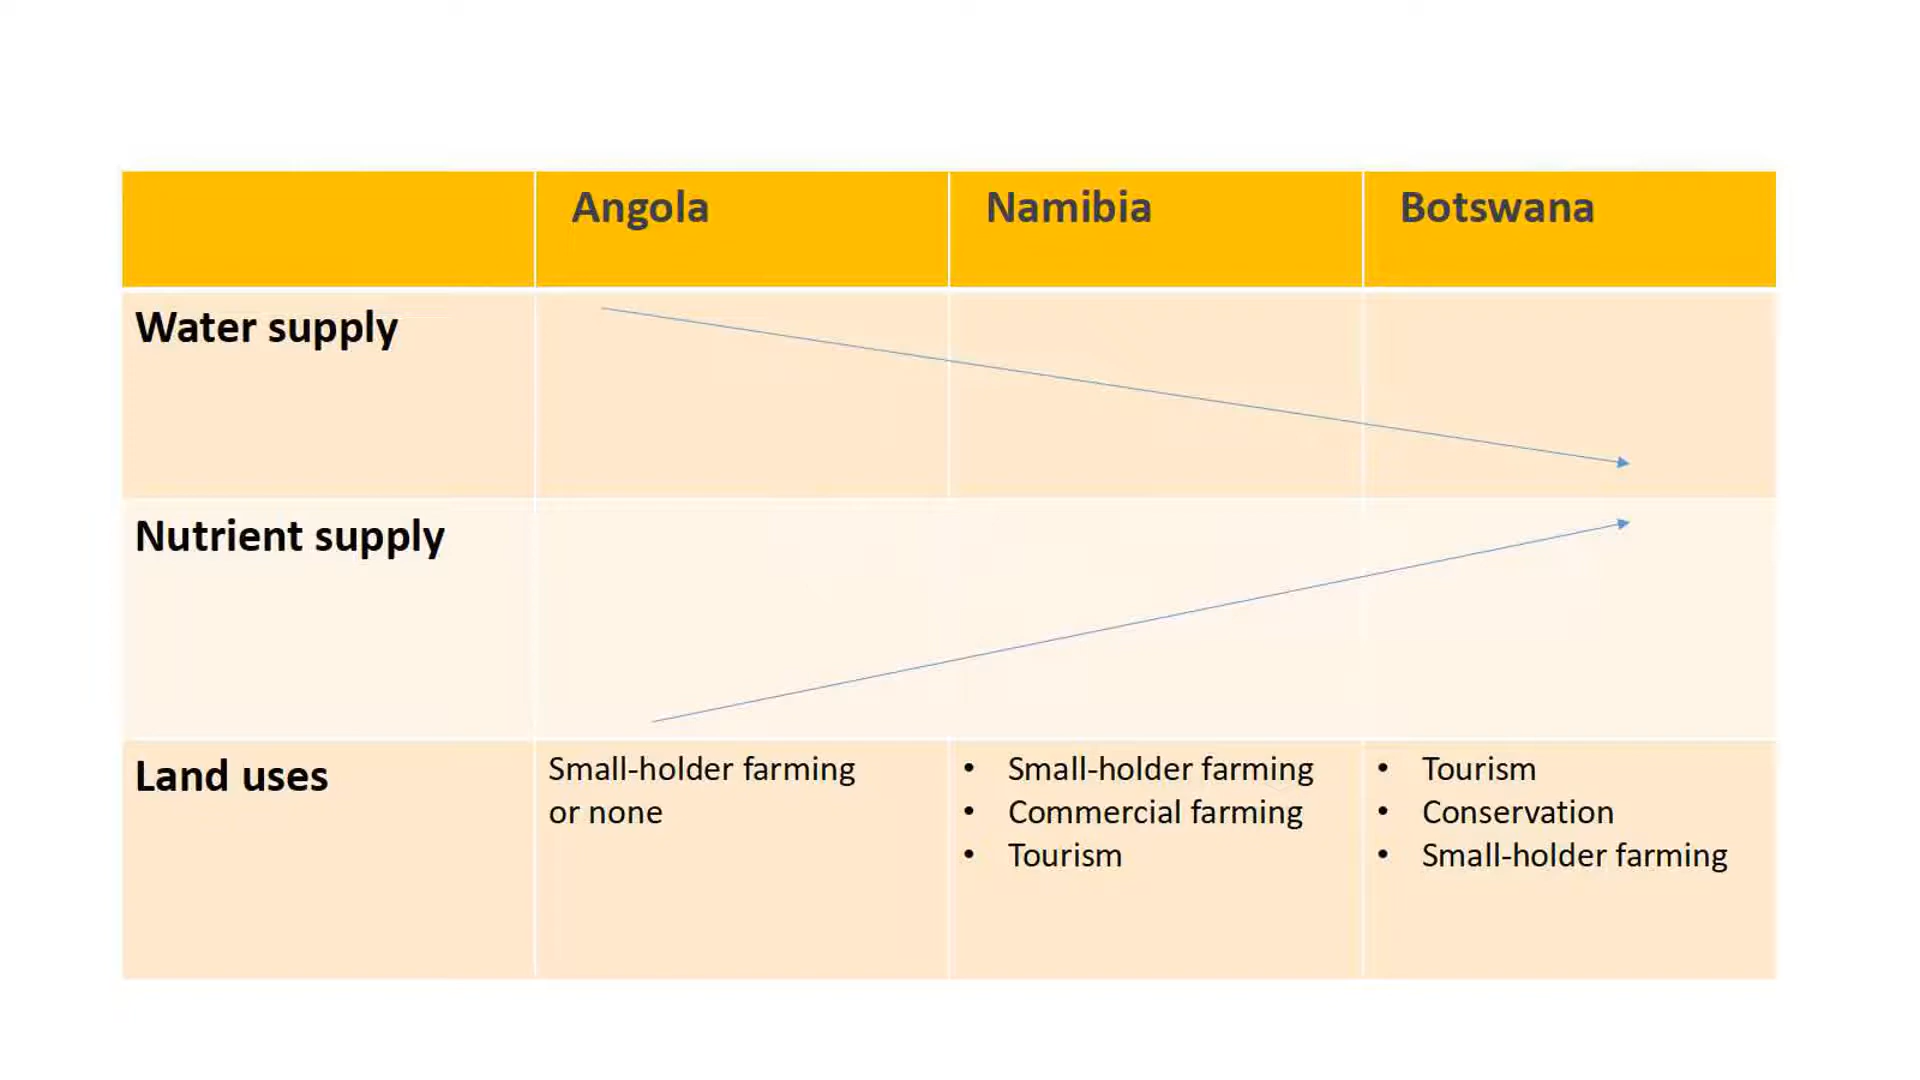 Angola
Namibia
Botswana
Water supply
Nutrient supply
Land uses
Small-holder farming
or none
• Small-holder farming
• Commercial farming
• Tourism
• Tourism
• Conservation
• Small-holder farming